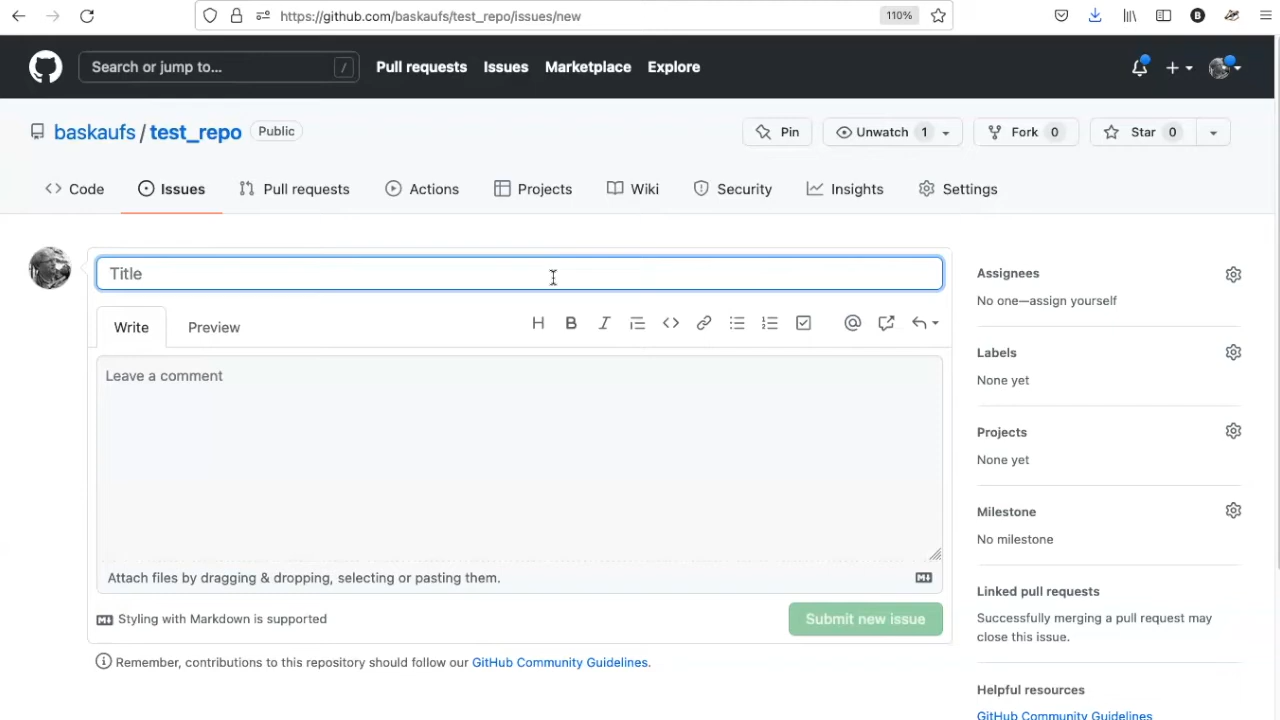 https://github.com/baskaufs/test_repo/issues/new
110%
B
Search or jump to...
/
Pull requests
Issues
Marketplace
Explore
baskaufs / test_repo
Public
Pin
Unwatch 1
Fork 0
Star 0
Code
Issues
Pull requests
Actions
Projects
Wiki
Security
Insights
Settings
Title
Assignees
No one—assign yourself
Write
Preview
H B I
@
Labels
None yet
Leave a comment
Projects
None yet
Milestone
No milestone
Attach files by dragging & dropping, selecting or pasting them.
Linked pull requests
Successfully merging a pull request may
close this issue.
Styling with Markdown is supported
Submit new issue
Remember, contributions to this repository should follow our GitHub Community Guidelines.
Helpful resources
GitHub Community Guidelines